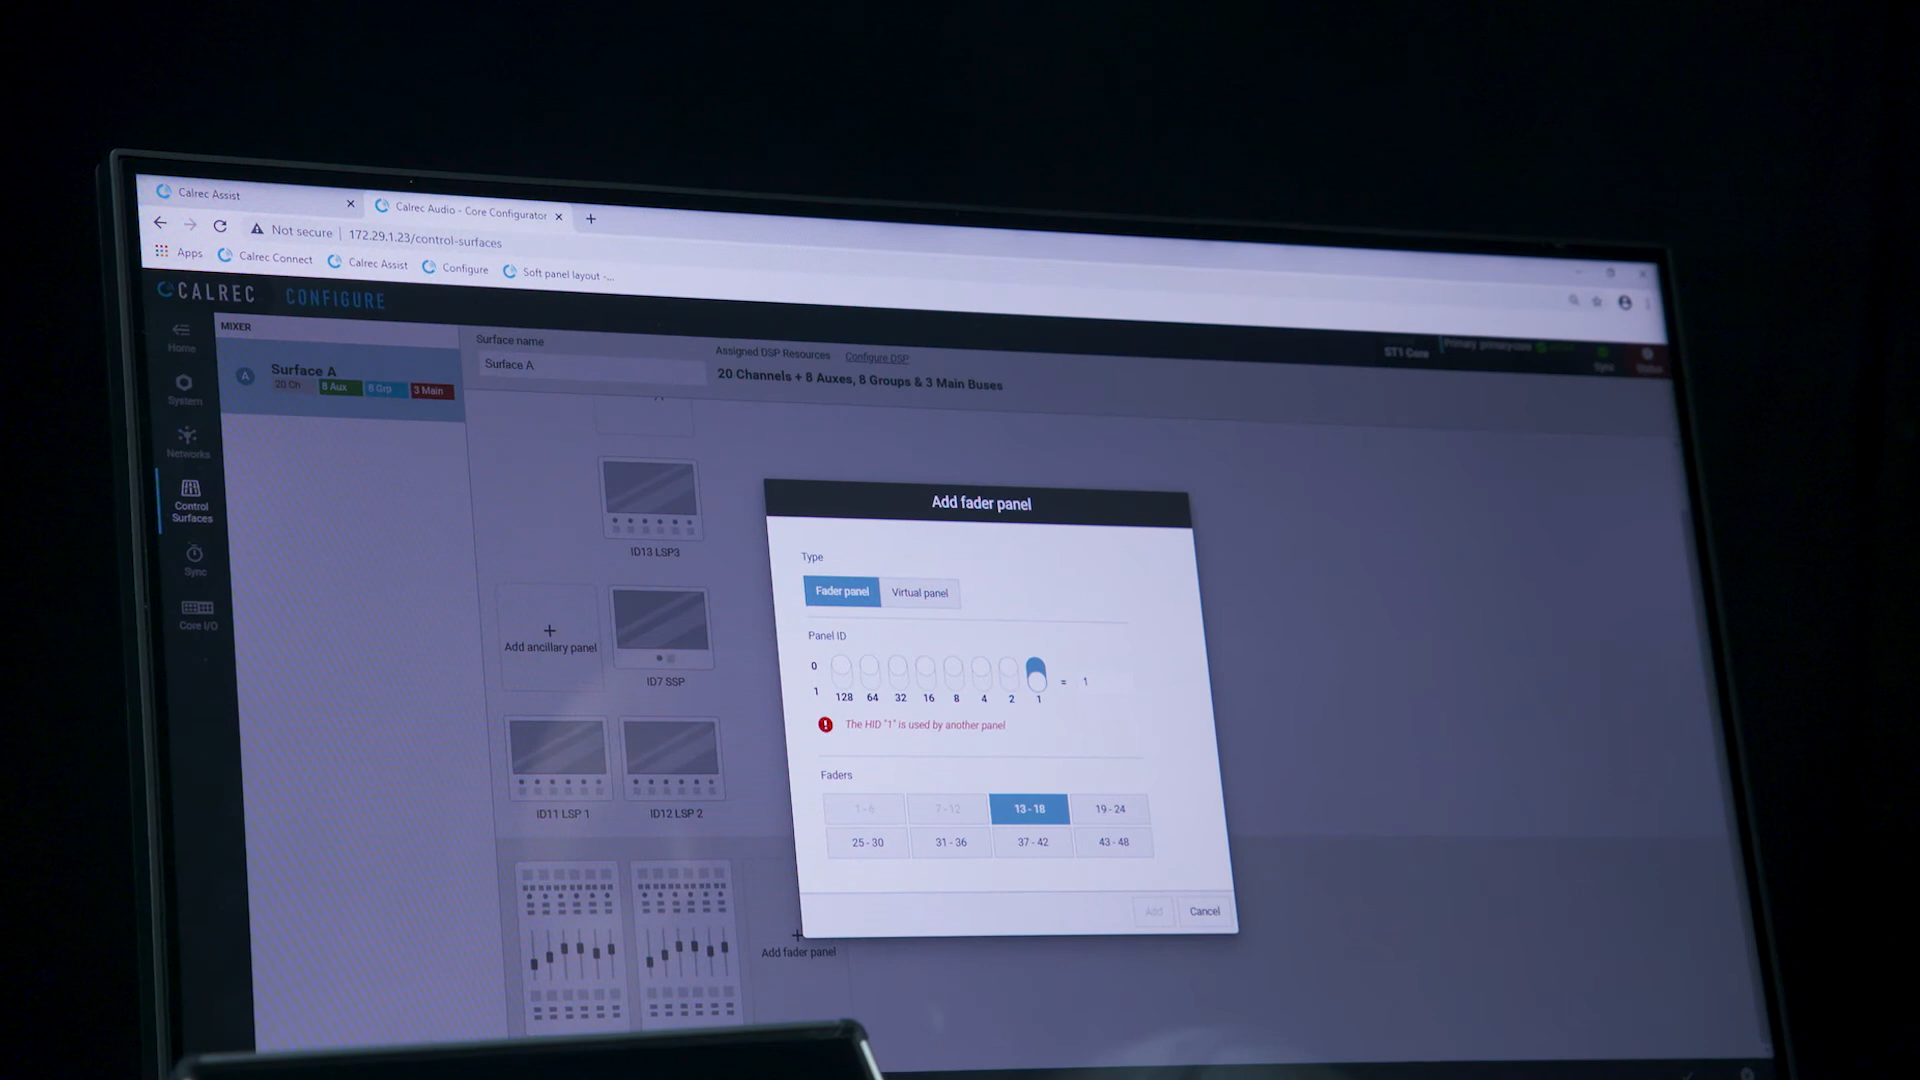 Calrec Assist
Calrec Audio - Core Configurator
Not secure
172.29.1.23/control-surfaces
Apps
Calrec Connect
Calrec Assist
Configure
Soft panel layout -...
CALREC CONFIGURE
Home
System
Networks
Control Surfaces
Sync
Core I/O
MIXER
A
Surface A
20 Ch
8 Aux
8 Grp
3 Main
Surface name
Surface A
Assigned DSP Resources
Configure DSP
20 Channels + 8 Auxes, 8 Groups & 3 Main Buses
ST1 Core
Sync
Status
ID13 LSP3
+
Add ancillary panel
ID7 SSP
ID11 LSP 1
ID12 LSP 2
+
Add fader panel
Add fader panel
Type
Fader panel
Virtual panel
Panel ID
0
1
128 64 32 16 8 4 2 1
= 1
The HID "1" is used by another panel
Faders
1 - 6
7 - 12
13 - 18
19 - 24
25 - 30
31 - 36
37 - 42
43 - 48
Add
Cancel